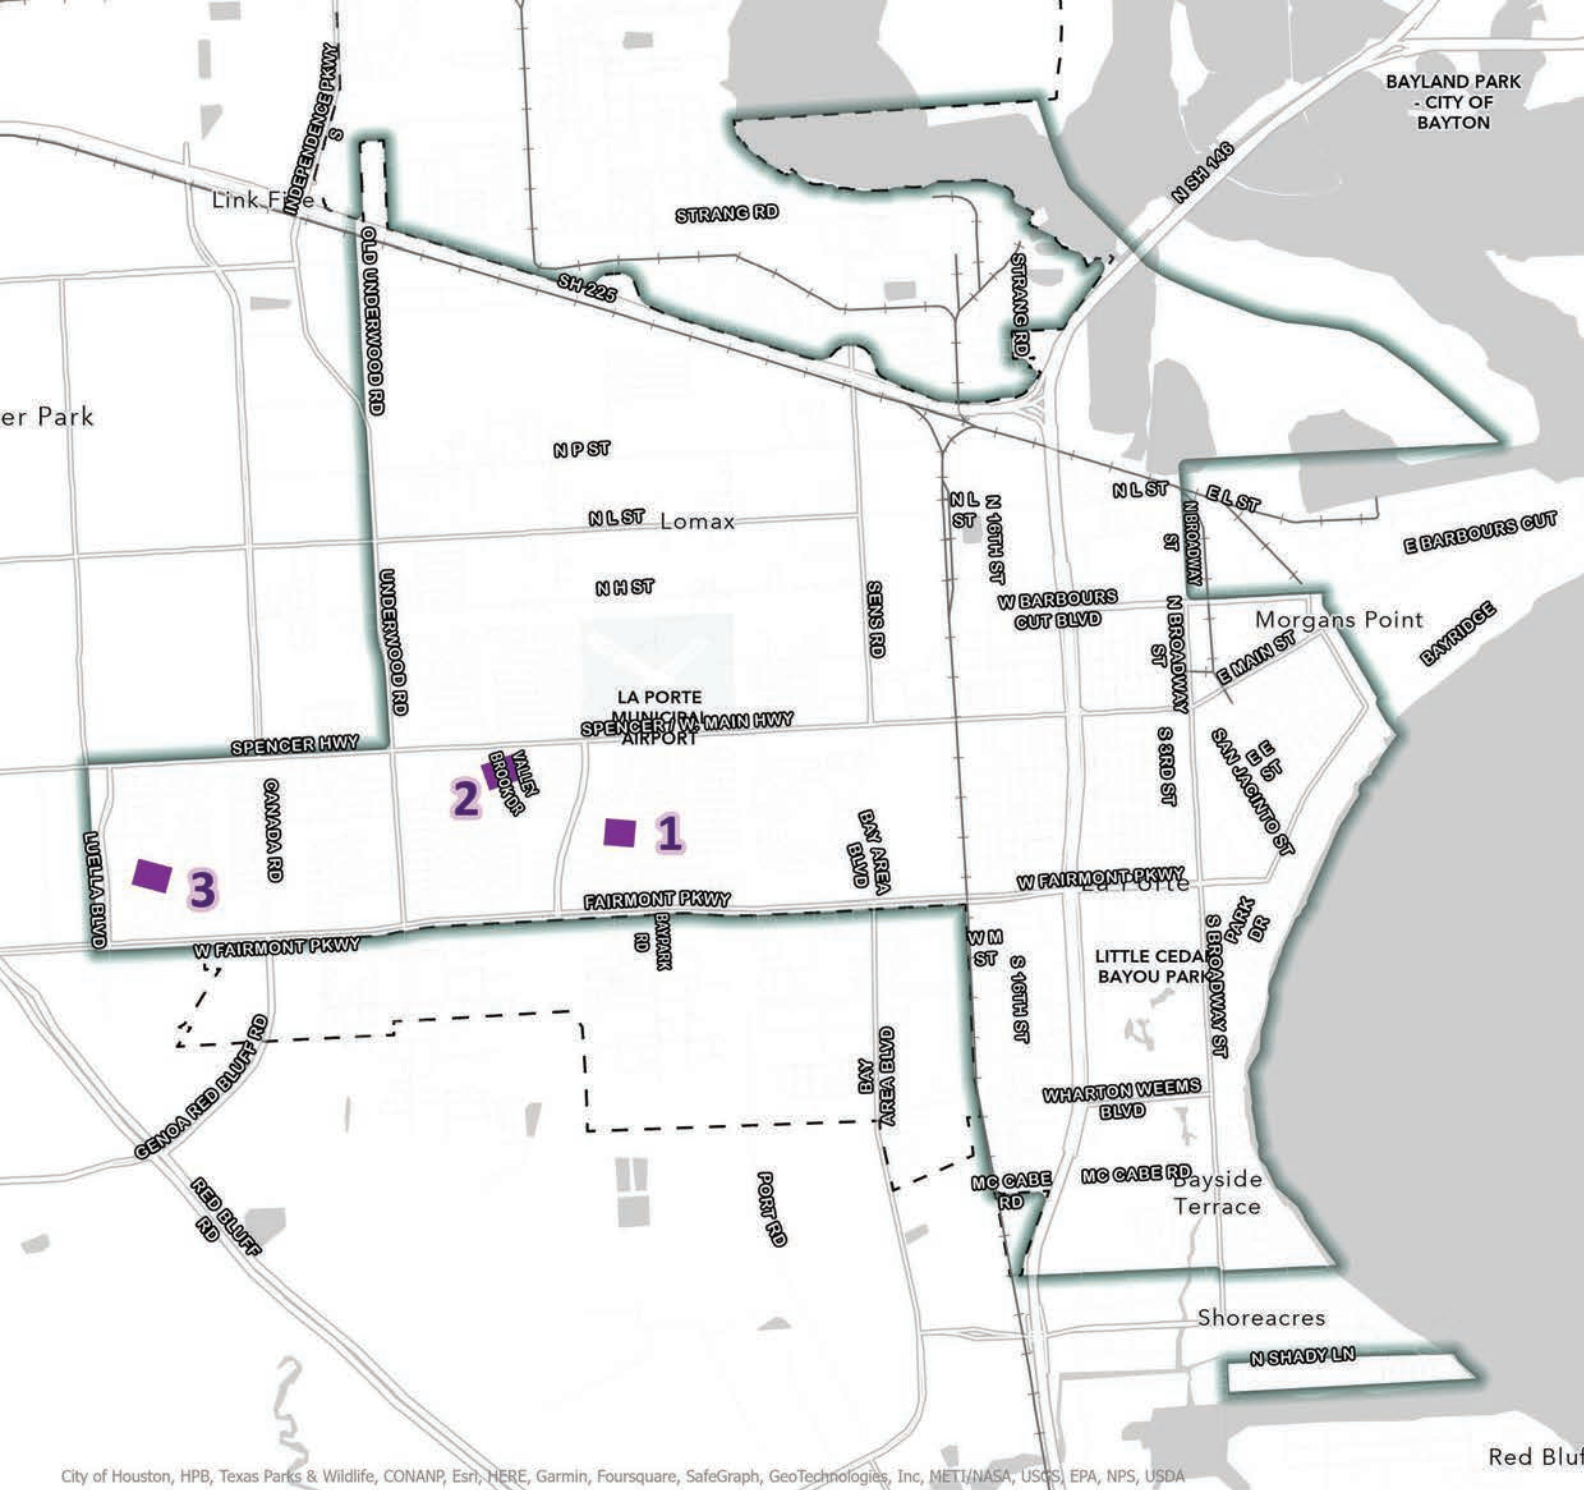 BAYLAND PARK
- CITY OF
BAYTON
INDEPENDENCE PKWY
S
N SH 146
Link Five
STRANG RD
OLD UNDERWOOD RD
SH 225
STRANG RD
er Park
N P ST
N L ST
Lomax
N L
ST
N 16TH ST
N L ST
E L ST
N BROADWAY
ST
E BARBOURS CUT
N H ST
UNDERWOOD RD
SENS RD
W BARBOURS
CUT BLVD
N BROADWAY
ST
Morgans Point
BAYRIDGE
E MAIN ST
LA PORTE
MUNICIPAL
AIRPORT
SPENCER / W. MAIN HWY
SPENCER HWY
VALLEY
BROOK DR
2
1
3
CANADA RD
LUELLA BLVD
S 3RD ST
SAN JACINTO ST
E E
ST
BAY AREA
BLVD
FAIRMONT PKWY
W FAIRMONT PKWY
La Porte
W FAIRMONT PKWY
BAYPARK
RD
W M
ST
S 16TH ST
LITTLE CEDAR
BAYOU PARK
PARK
DR
S BROADWAY ST
GENOA RED BLUFF RD
BAY
AREA BLVD
WHARTON WEEMS
BLVD
RED BLUFF
RD
PORT RD
MC CABE
RD
MC CABE RD
Bayside
Terrace
Shoreacres
N SHADY LN
Red Bluf
City of Houston, HPB, Texas Parks & Wildlife, CONANP, Esri, HERE, Garmin, Foursquare, SafeGraph, GeoTechnologies, Inc, METI/NASA, USGS, EPA, NPS, USDA